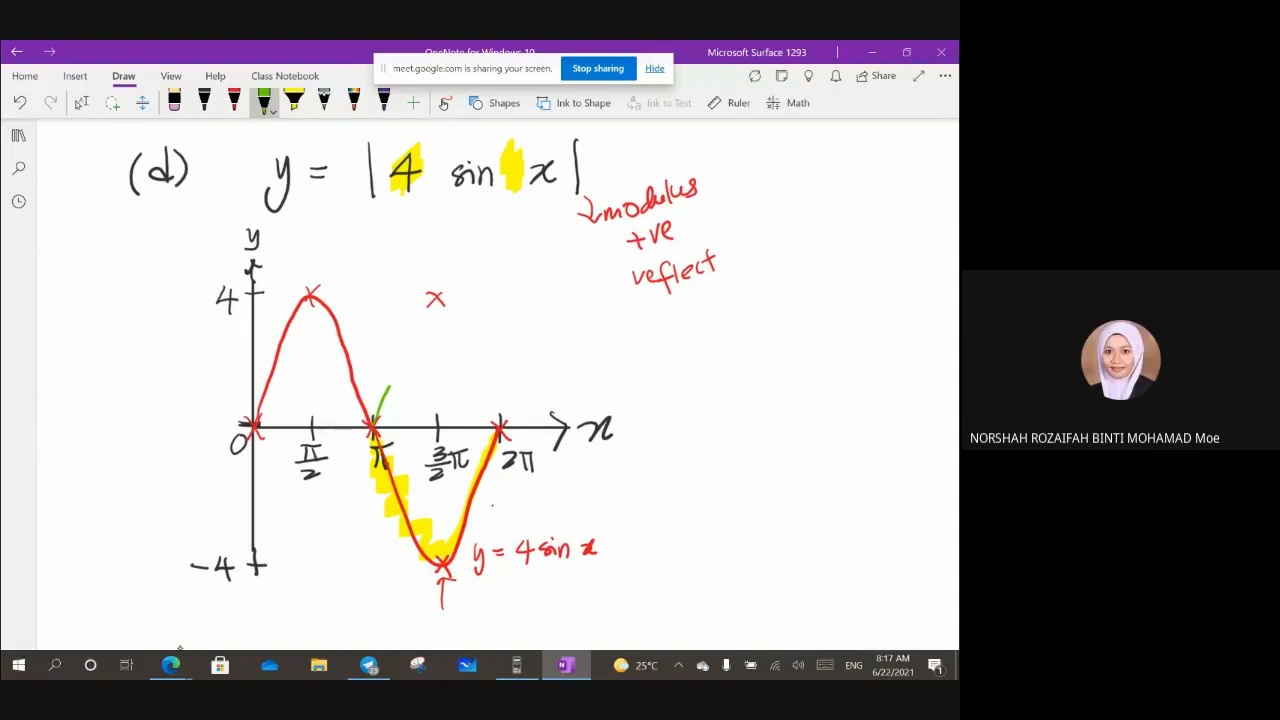 OneNote for Windows 10
Microsoft Surface 1293
meet.google.com is sharing your screen.
Stop sharing
Hide
Home Insert Draw View Help Class Notebook
Share
Shapes Ink to Shape Ink to Text Ruler Math
(d) y = | 4 sin x |
modulus
+ve
reflect
y
4 x
0 π/2 π 3/2 π 2π x
-4
y = 4 sin x
NORSHAH ROZAIFAH BINTI MOHAMAD Moe
23
25°C
ENG
8:17 AM
6/22/2021
1